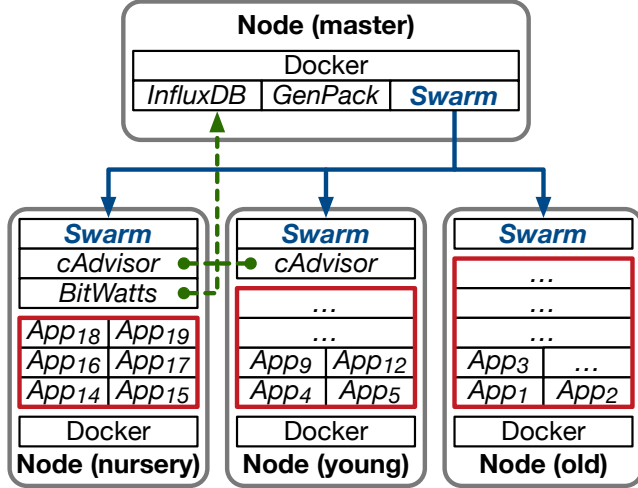 Node (master)
Docker
InfluxDB GenPack Swarm
Swarm
cAdvisor
BitWatts
App18 App19
App16 App17
App14 App15
Docker
Node (nursery)
Swarm
cAdvisor
...
...
App9 App12
App4 App5
Docker
Node (young)
Swarm
...
...
...
App3 ...
App1 App2
Docker
Node (old)